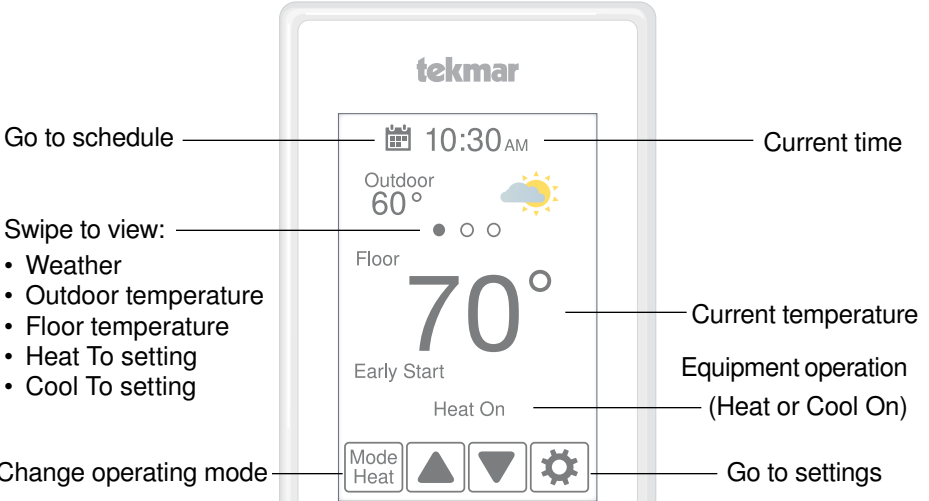 tekmar
Go to schedule
10:30 AM
Current time
Outdoor
60°
Swipe to view:
• Weather
• Outdoor temperature
• Floor temperature
• Heat To setting
• Cool To setting
Floor
70°
Current temperature
Early Start
Equipment operation
(Heat or Cool On)
Heat On
Change operating mode
Mode
Heat
Go to settings